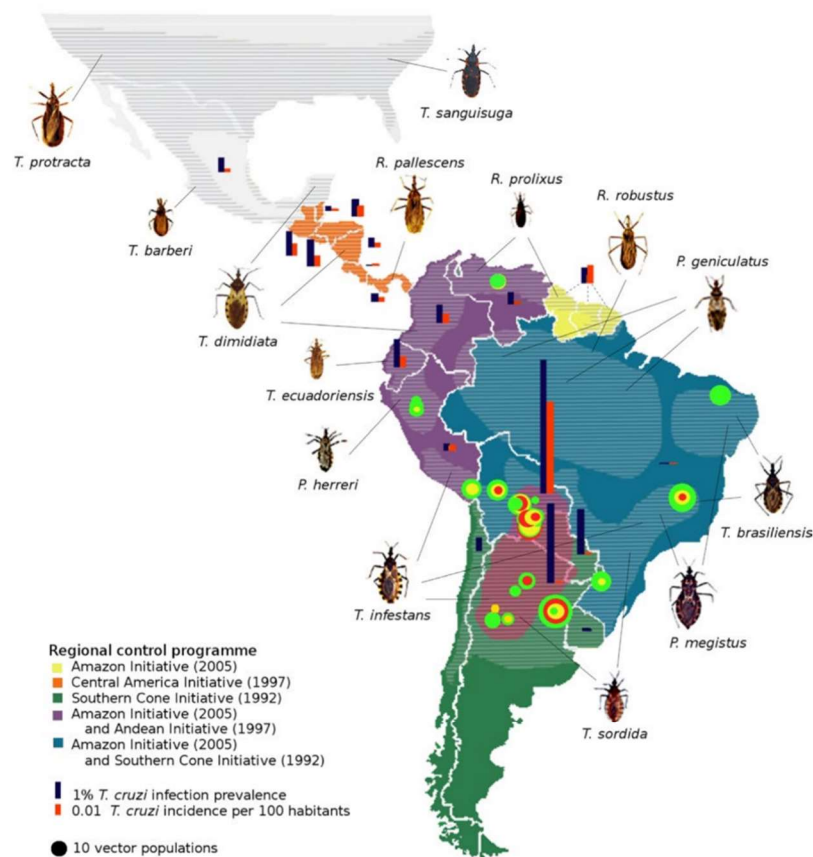 T. sanguisuga
T. protracta
R. pallescens
R. prolixus
R. robustus
T. barberi
P. geniculatus
T. dimidiata
T. ecuadoriensis
P. herreri
T. brasiliensis
T. infestans
P. megistus
T. sordida
Regional control programme
Amazon Initiative (2005)
Central America Initiative (1997)
Southern Cone Initiative (1992)
Amazon Initiative (2005)
and Andean Initiative (1997)
Amazon Initiative (2005)
and Southern Cone Initiative (1992)
1% T. cruzi infection prevalence
0.01 T. cruzi incidence per 100 habitants
10 vector populations